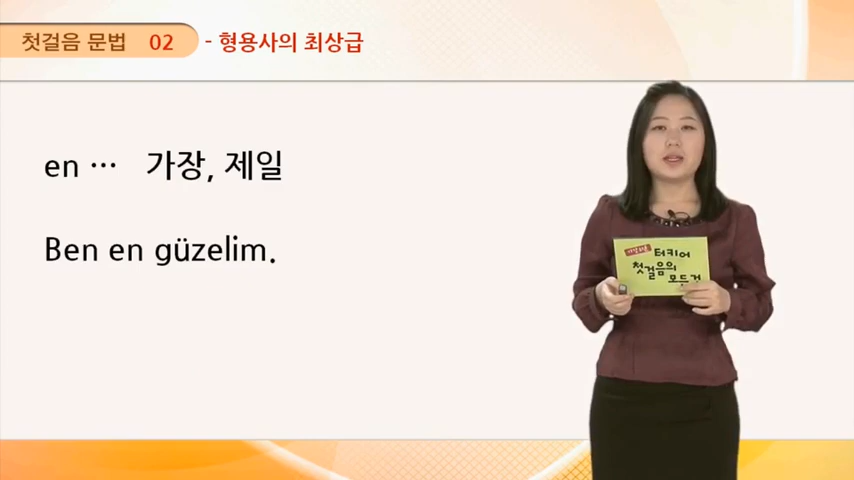 첫걸음 문법 02 - 형용사의 최상급
en … 가장, 제일
Ben en güzelim.
터키어
첫걸음의
모든것